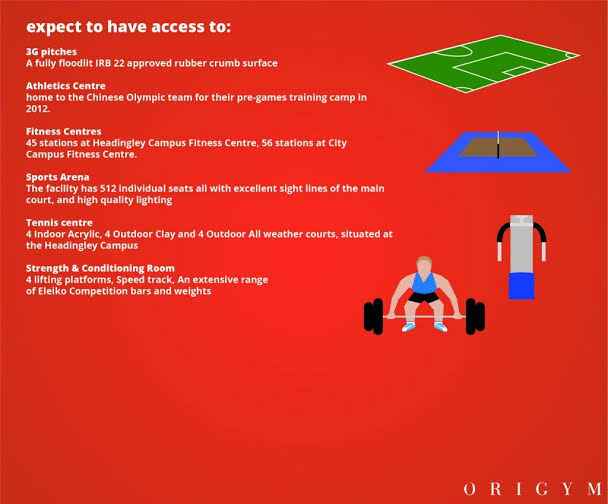 expect to have access to:
3G pitches
A fully floodlit IRB 22 approved rubber crumb surface
Athletics Centre
home to the Chinese Olympic team for their pre-games training camp in
2012.
Fitness Centres
45 stations at Headingley Campus Fitness Centre, 56 stations at City
Campus Fitness Centre.
Sports Arena
The facility has 512 individual seats all with excellent sight lines of the main
court, and high quality lighting
Tennis centre
4 Indoor Acrylic, 4 Outdoor Clay and 4 Outdoor All weather courts, situated at
the Headingley Campus
Strength & Conditioning Room
4 lifting platforms, Speed track, An extensive range
of Eleiko Competition bars and weights
ORIGYM